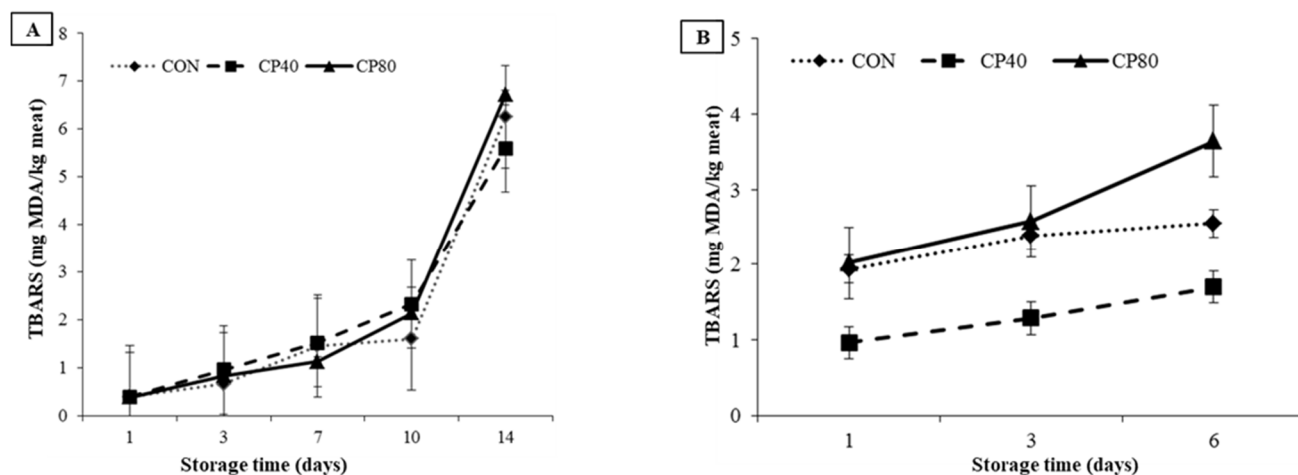 A
CON CP40 CP80
TBARS (mg MDA/kg meat)
8
7
6
5
4
3
2
1
0
1 3 7 10 14
Storage time (days)
B
CON CP40 CP80
TBARS (mg MDA/kg meat)
5
4
3
2
1
0
1 3 6
Storage time (days)